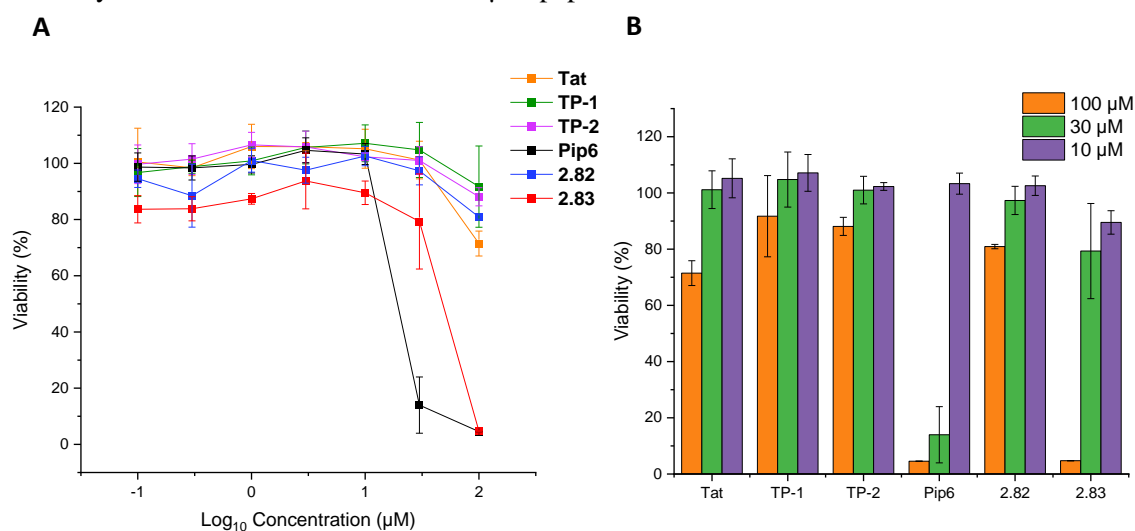 A
B
Tat
TP-1
TP-2
Pip6
2.82
2.83
120
100
80
60
40
20
0
Viability (%)
-1 0 1 2
Log10 Concentration (µM)
100 µM
30 µM
10 µM
120
100
80
60
40
20
0
Viability (%)
Tat TP-1 TP-2 Pip6 2.82 2.83